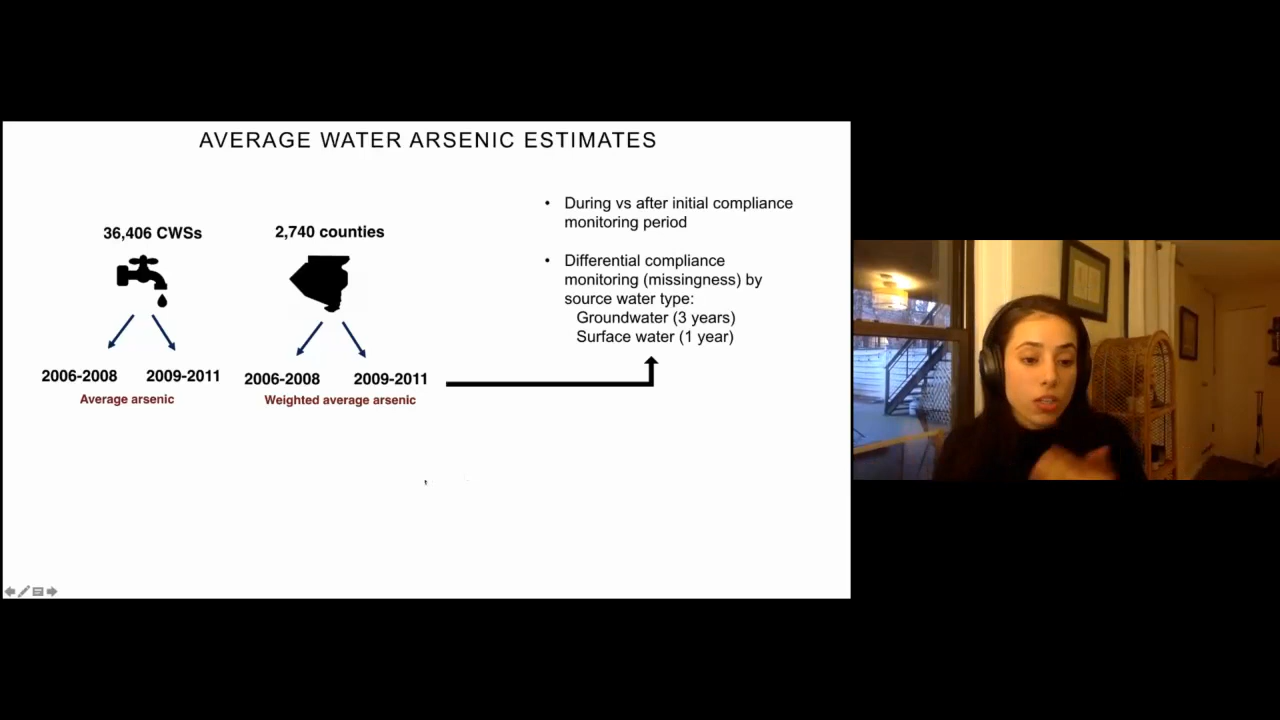 AVERAGE WATER ARSENIC ESTIMATES
36,406 CWSs
2,740 counties
2006-2008
2009-2011
Average arsenic
2006-2008
2009-2011
Weighted average arsenic
• During vs after initial compliance
monitoring period
• Differential compliance
monitoring (missingness) by
source water type:
Groundwater (3 years)
Surface water (1 year)